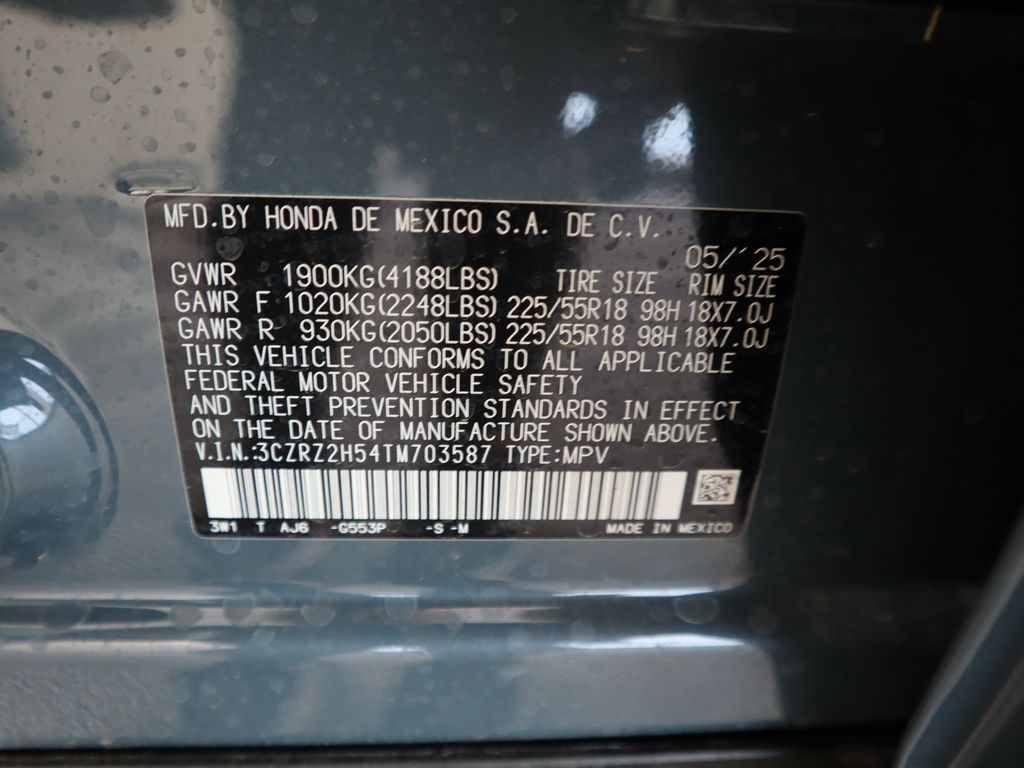 MFD.BY HONDA DE MEXICO S.A. DE C.V.
05/'25
GVWR 1900KG(4188LBS) TIRE SIZE RIM SIZE
GAWR F 1020KG(2248LBS) 225/55R18 98H 18X7.0J
GAWR R 930KG(2050LBS) 225/55R18 98H 18X7.0J
THIS VEHICLE CONFORMS TO ALL APPLICABLE
FEDERAL MOTOR VEHICLE SAFETY
AND THEFT PREVENTION STANDARDS IN EFFECT
ON THE DATE OF MANUFACTURE SHOWN ABOVE.
V.I.N.:3CZRZ2H54TM703587 TYPE:MPV
3W1 T AJ6 -G553P -S -M MADE IN MEXICO